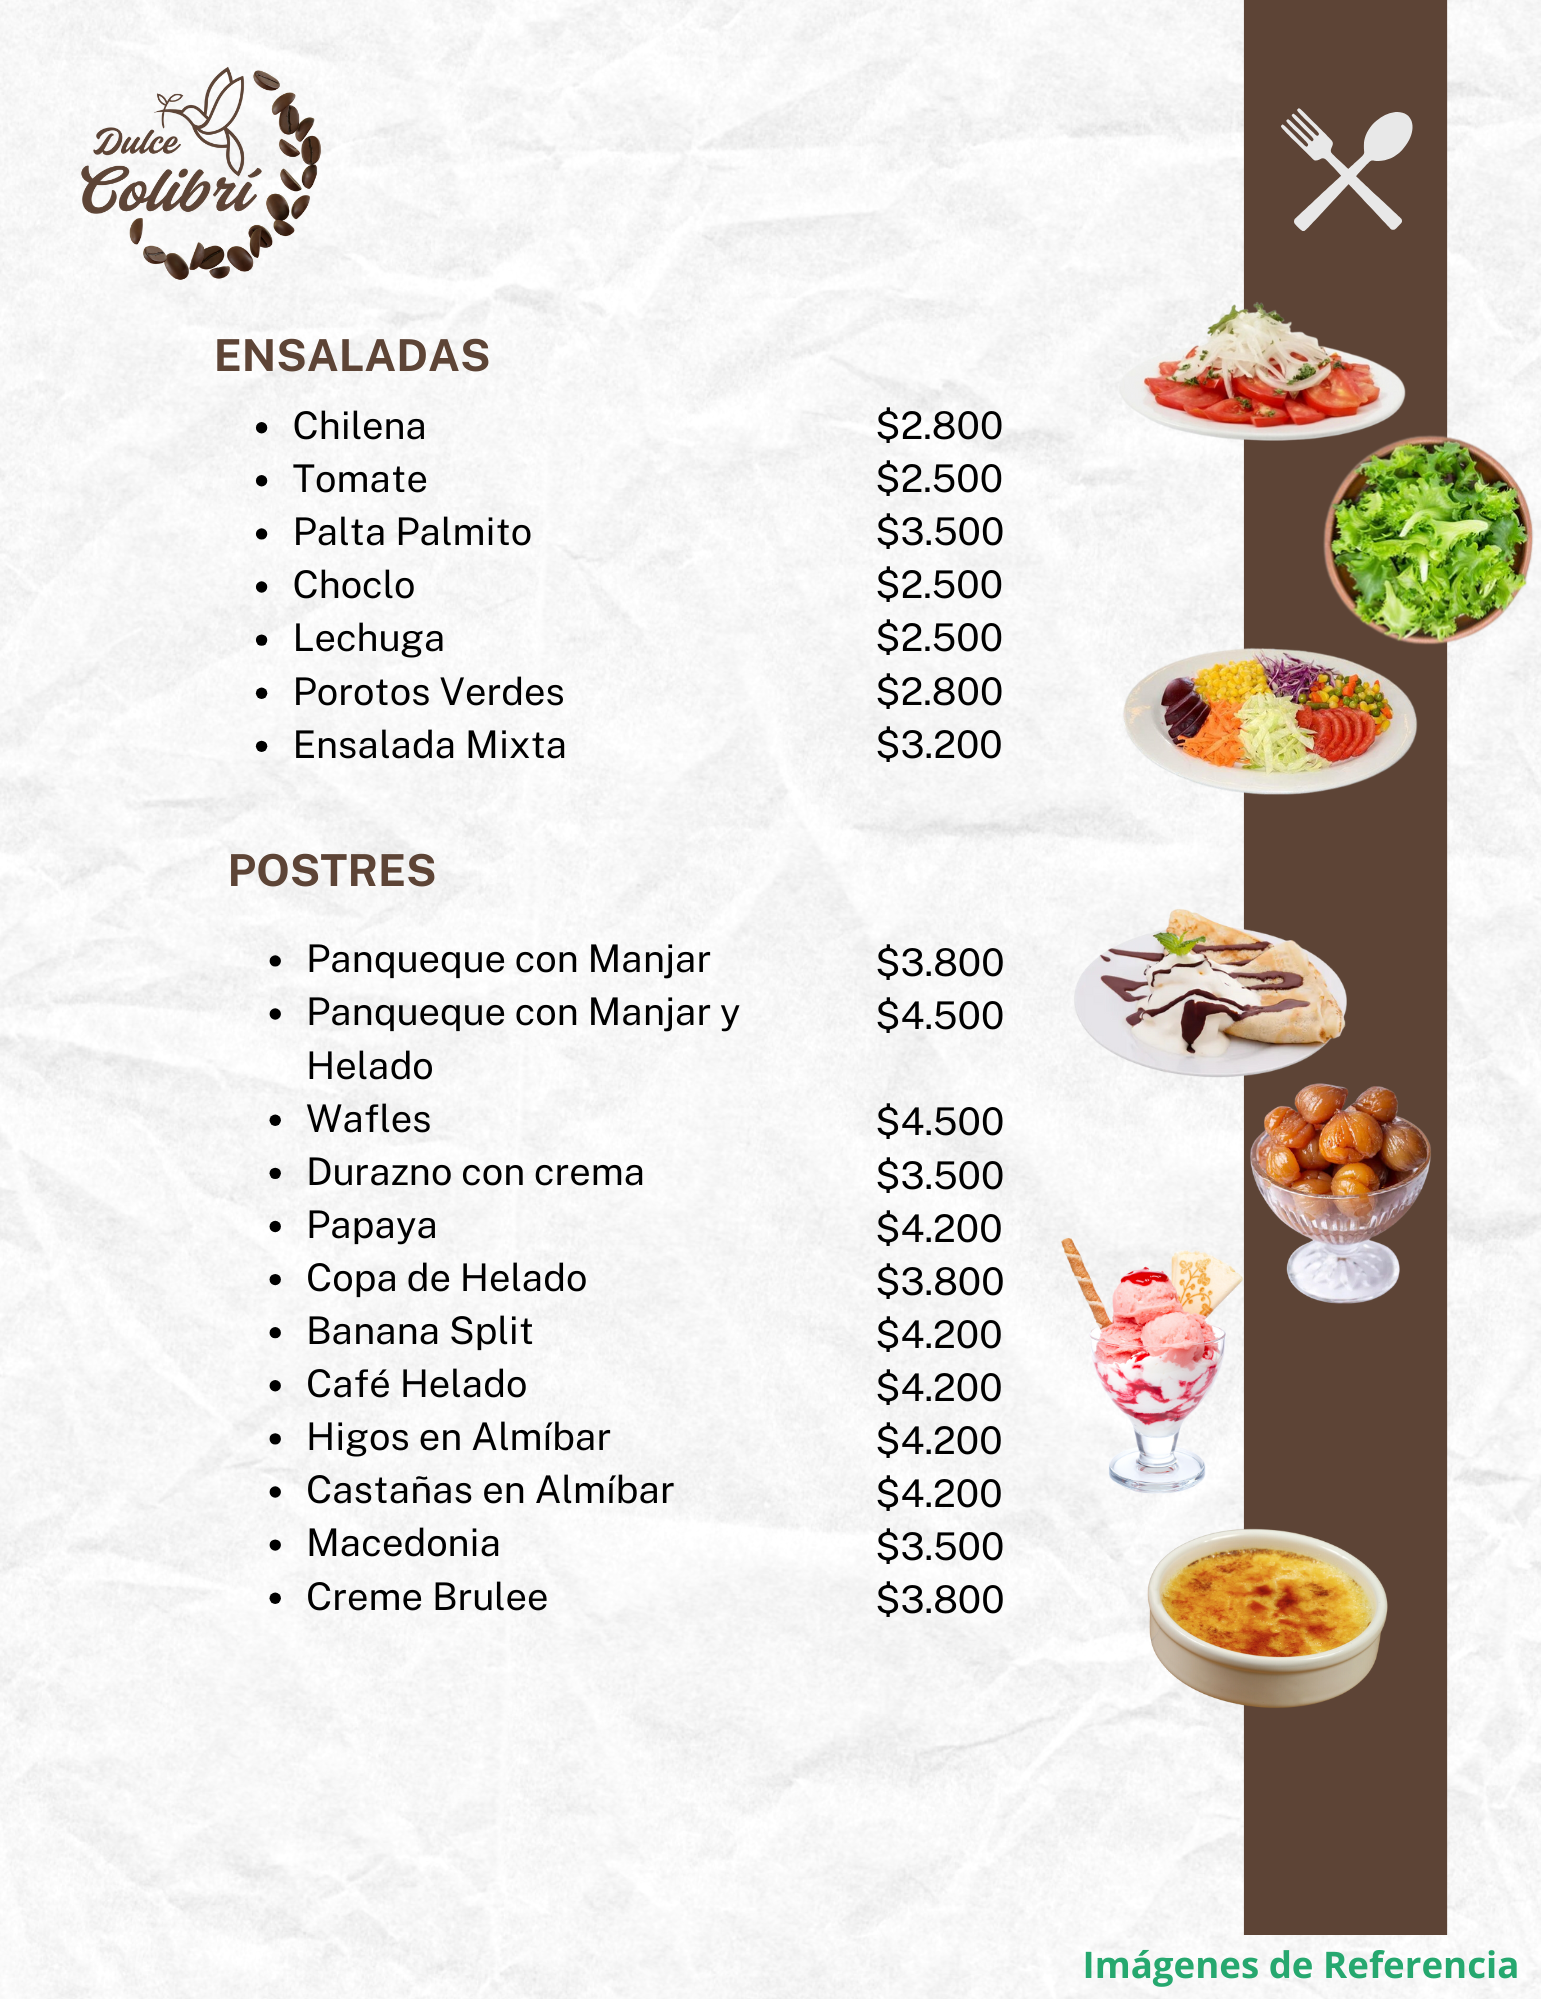 Dulce
Colibrí
ENSALADAS
• Chilena $2.800
• Tomate $2.500
• Palta Palmito $3.500
• Choclo $2.500
• Lechuga $2.500
• Porotos Verdes $2.800
• Ensalada Mixta $3.200
POSTRES
• Panqueque con Manjar $3.800
• Panqueque con Manjar y $4.500
Helado
• Wafles $4.500
• Durazno con crema $3.500
• Papaya $4.200
• Copa de Helado $3.800
• Banana Split $4.200
• Café Helado $4.200
• Higos en Almíbar $4.200
• Castañas en Almíbar $4.200
• Macedonia $3.500
• Creme Brulee $3.800
Imágenes de Referencia